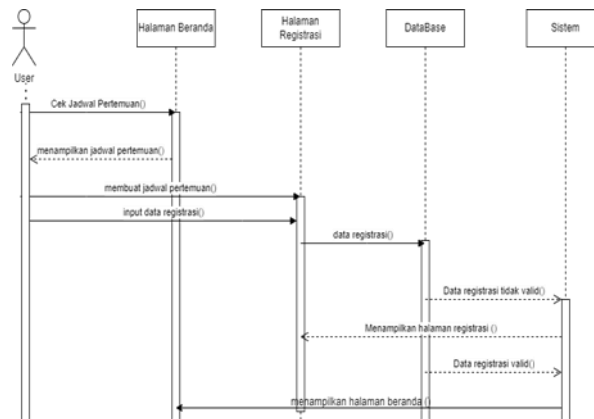 Halaman Beranda
Halaman
Registrasi
DataBase
Sistem
User
Cek Jadwal Pertemuan()
menampilkan jadwal pertemuan()
membuat jadwal pertemuan()
input data registrasi()
data registrasi()
Data registrasi tidak valid()
Menampilkan halaman registrasi ()
Data registrasi valid()
menampilkan halaman beranda ()